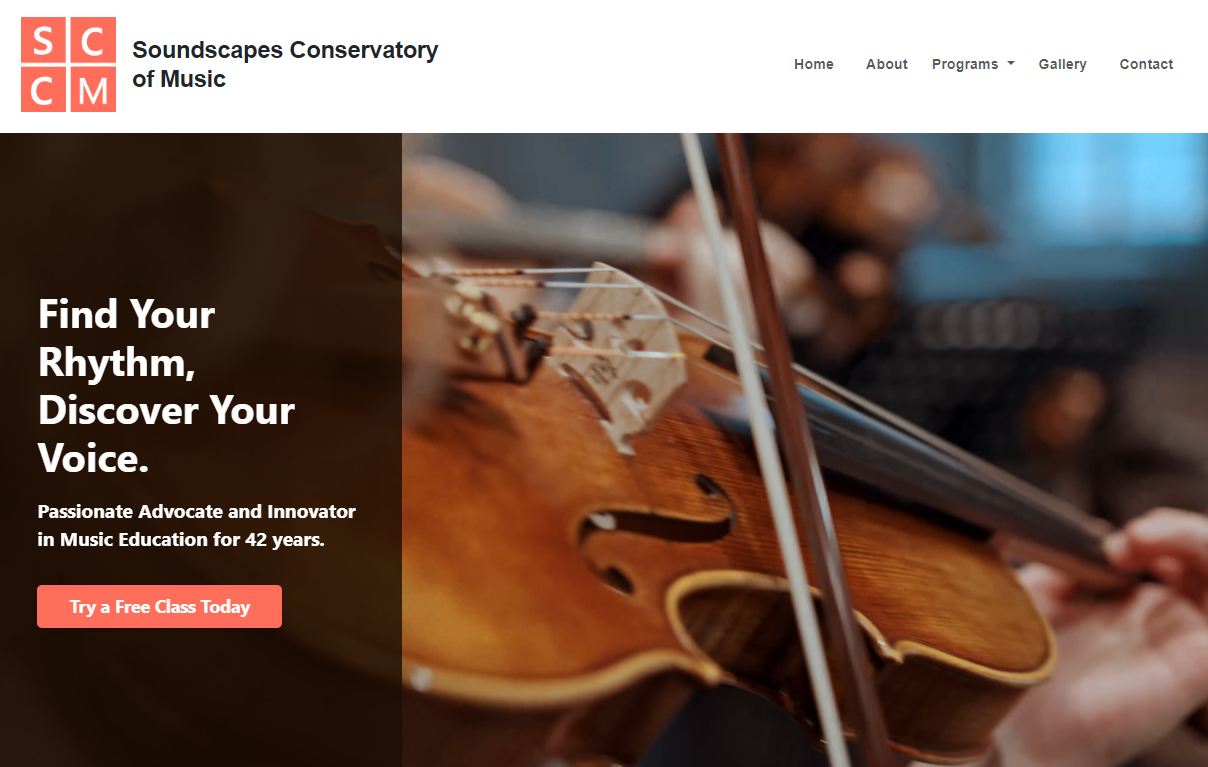 S C
C M
Soundscapes Conservatory
of Music
Home About Programs Gallery Contact
Find Your
Rhythm,
Discover Your
Voice.
Passionate Advocate and Innovator
in Music Education for 42 years.
Try a Free Class Today